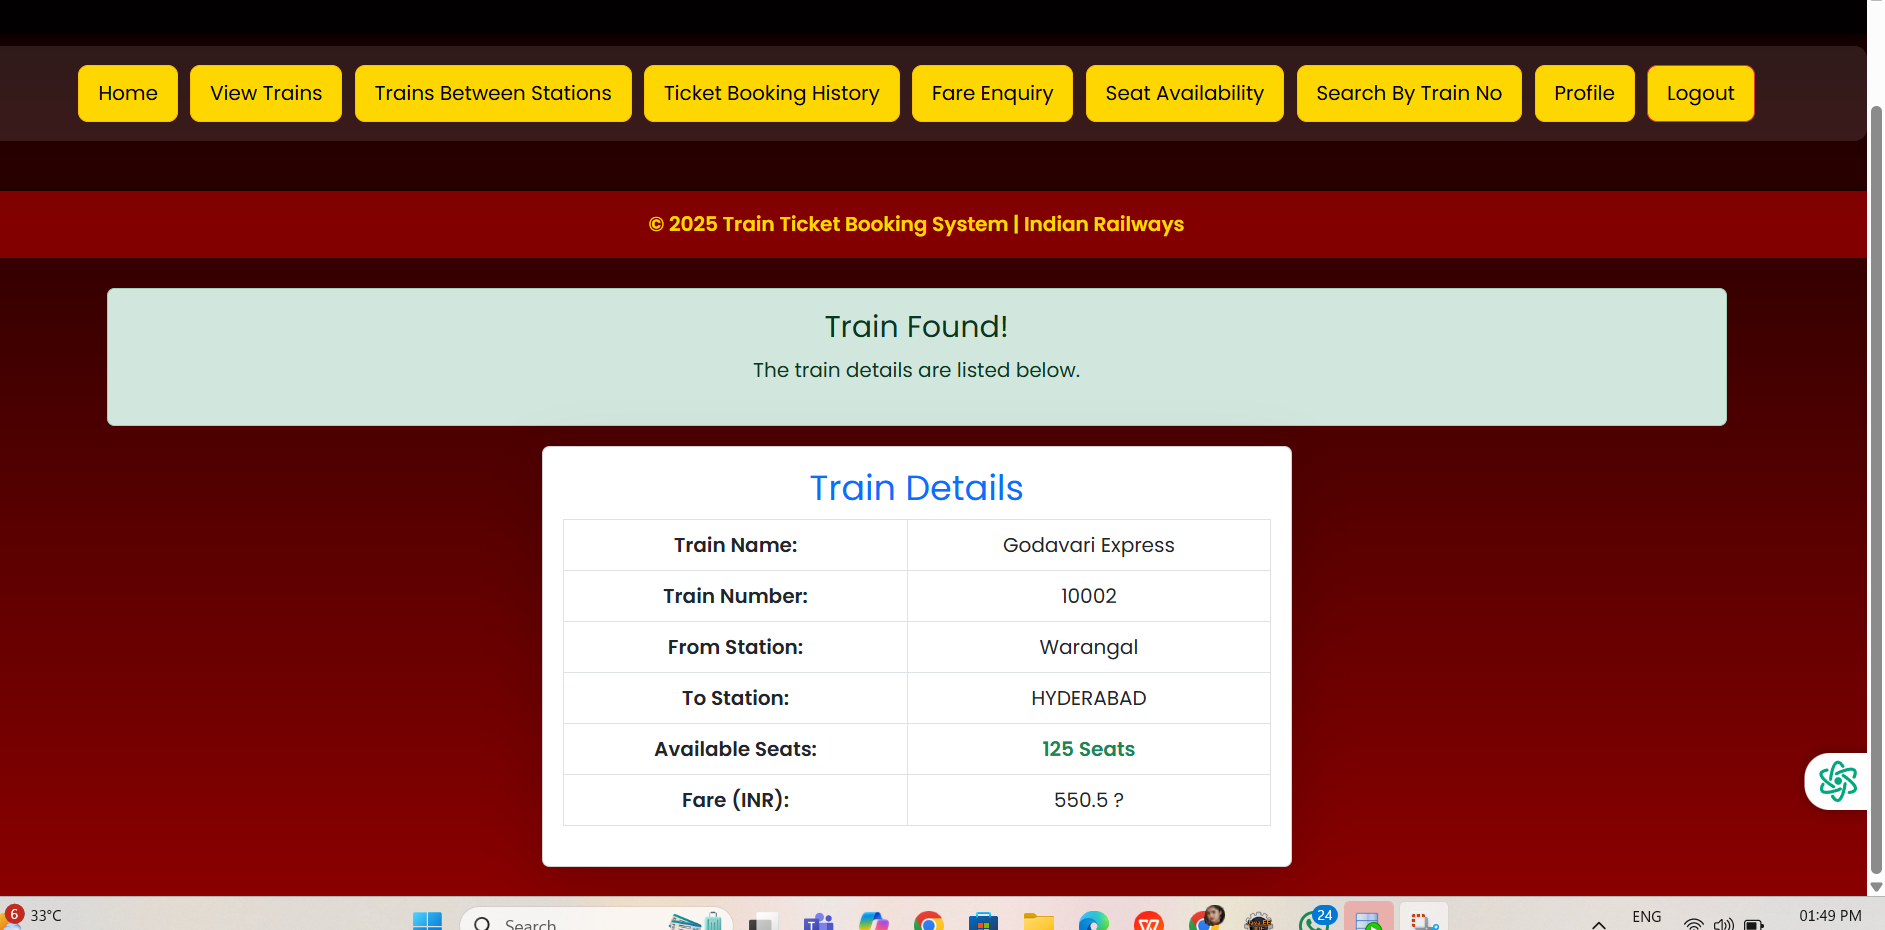 Home View Trains Trains Between Stations Ticket Booking History Fare Enquiry Seat Availability Search By Train No Profile Logout
© 2025 Train Ticket Booking System | Indian Railways
Train Found!
The train details are listed below.
Train Details
Train Name: Godavari Express
Train Number: 10002
From Station: Warangal
To Station: HYDERABAD
Available Seats: 125 Seats
Fare (INR): 550.5 ?
6 33°C Search 24 ENG 01:49 PM